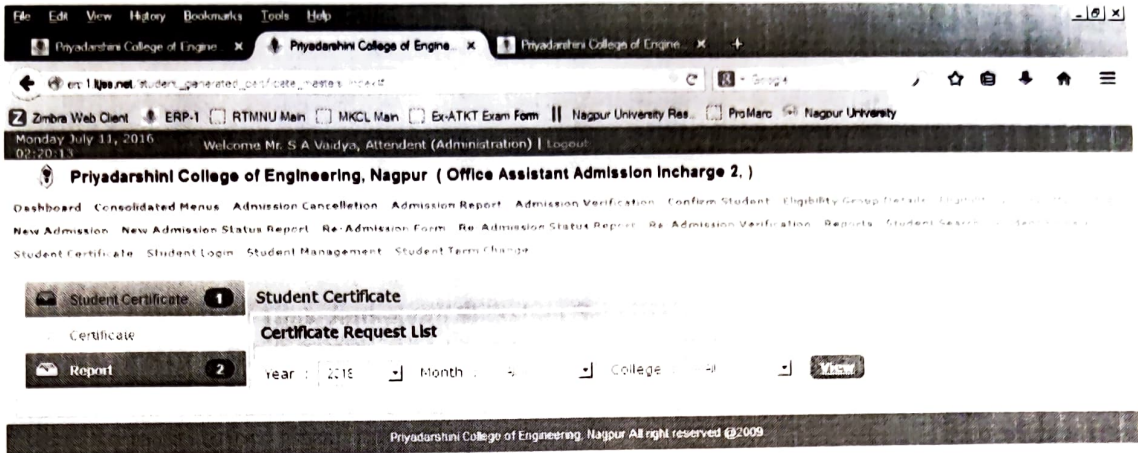 File Edit View History Bookmarks Tools Help
Priyadarshini College of Engine... × Priyadarshini College of Engine... × Priyadarshini College of Engine... × +
Zimbra Web Client ERP-1 RTMNU Main MKCL Main Ex-ATKT Exam Form Nagpur University Res... ProMarc Nagpur University
Monday July 11, 2016
02:20:13
Welcome Mr. S A Vaidya, Attendent (Administration) | Logout
Priyadarshini College of Engineering, Nagpur ( Office Assistant Admission Incharge 2, )
Dashboard Consolidated Menus Admission Cancelletion Admission Report Admission Verification Confirm Student Eligibility Group Details
New Admission New Admission Status Report Re-Admission Form Re Admission Status Report Re Admission Verification Reports Student
Student Certificate Student Login Student Management Student Term Change
Student Certificate 1
Student Certificate
Certificate
Certificate Request List
Report 2
Year : Month : College : View
Priyadarshini College of Engineering, Nagpur All right reserved @2009